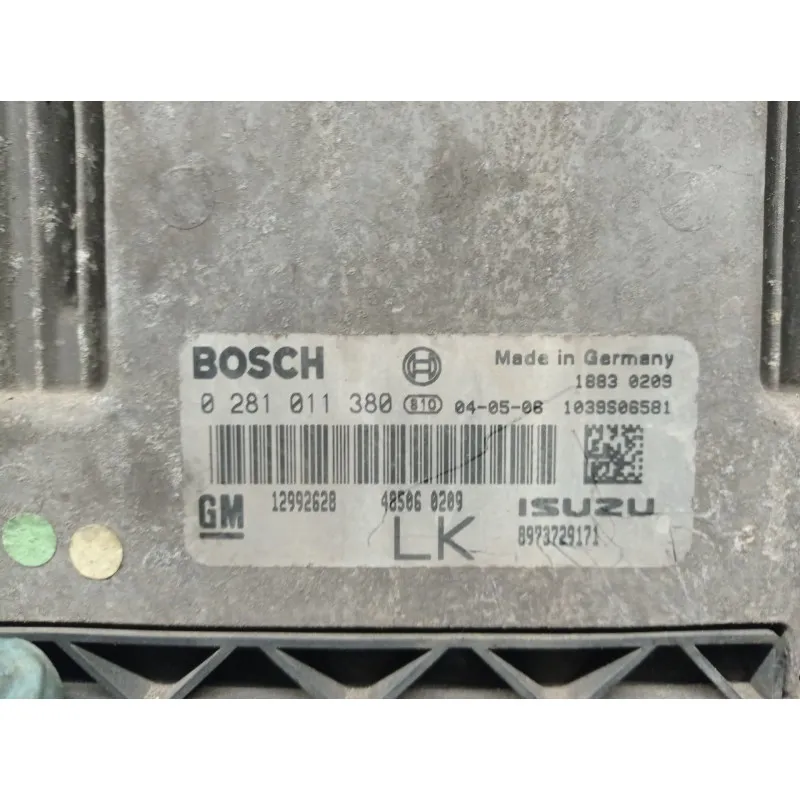 BOSCH Made in Germany
1883 0209
0 281 011 380 810 04-05-06 1039S06581
12992628 48506 0209 ISUZU
GM LK 8973729171